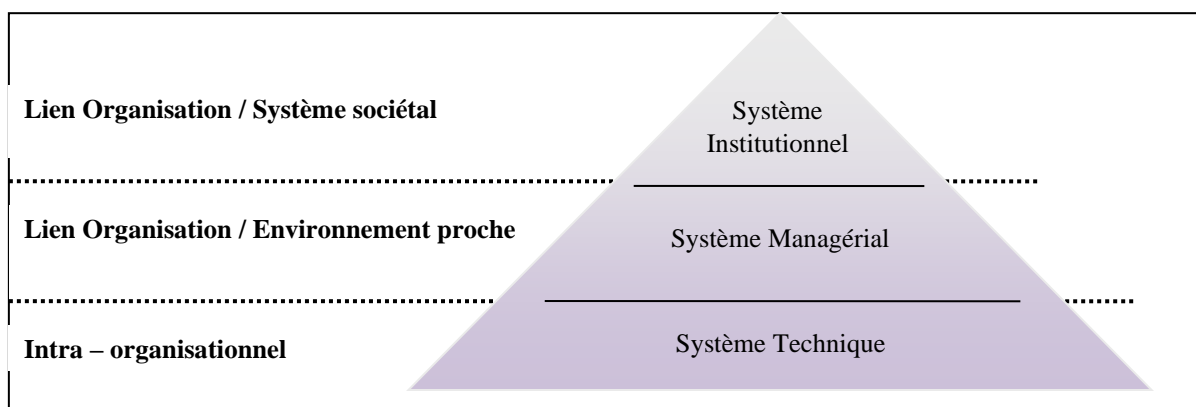 Lien Organisation / Système sociétal
Système
Institutionnel
Lien Organisation / Environnement proche
Système Managérial
Intra – organisationnel
Système Technique